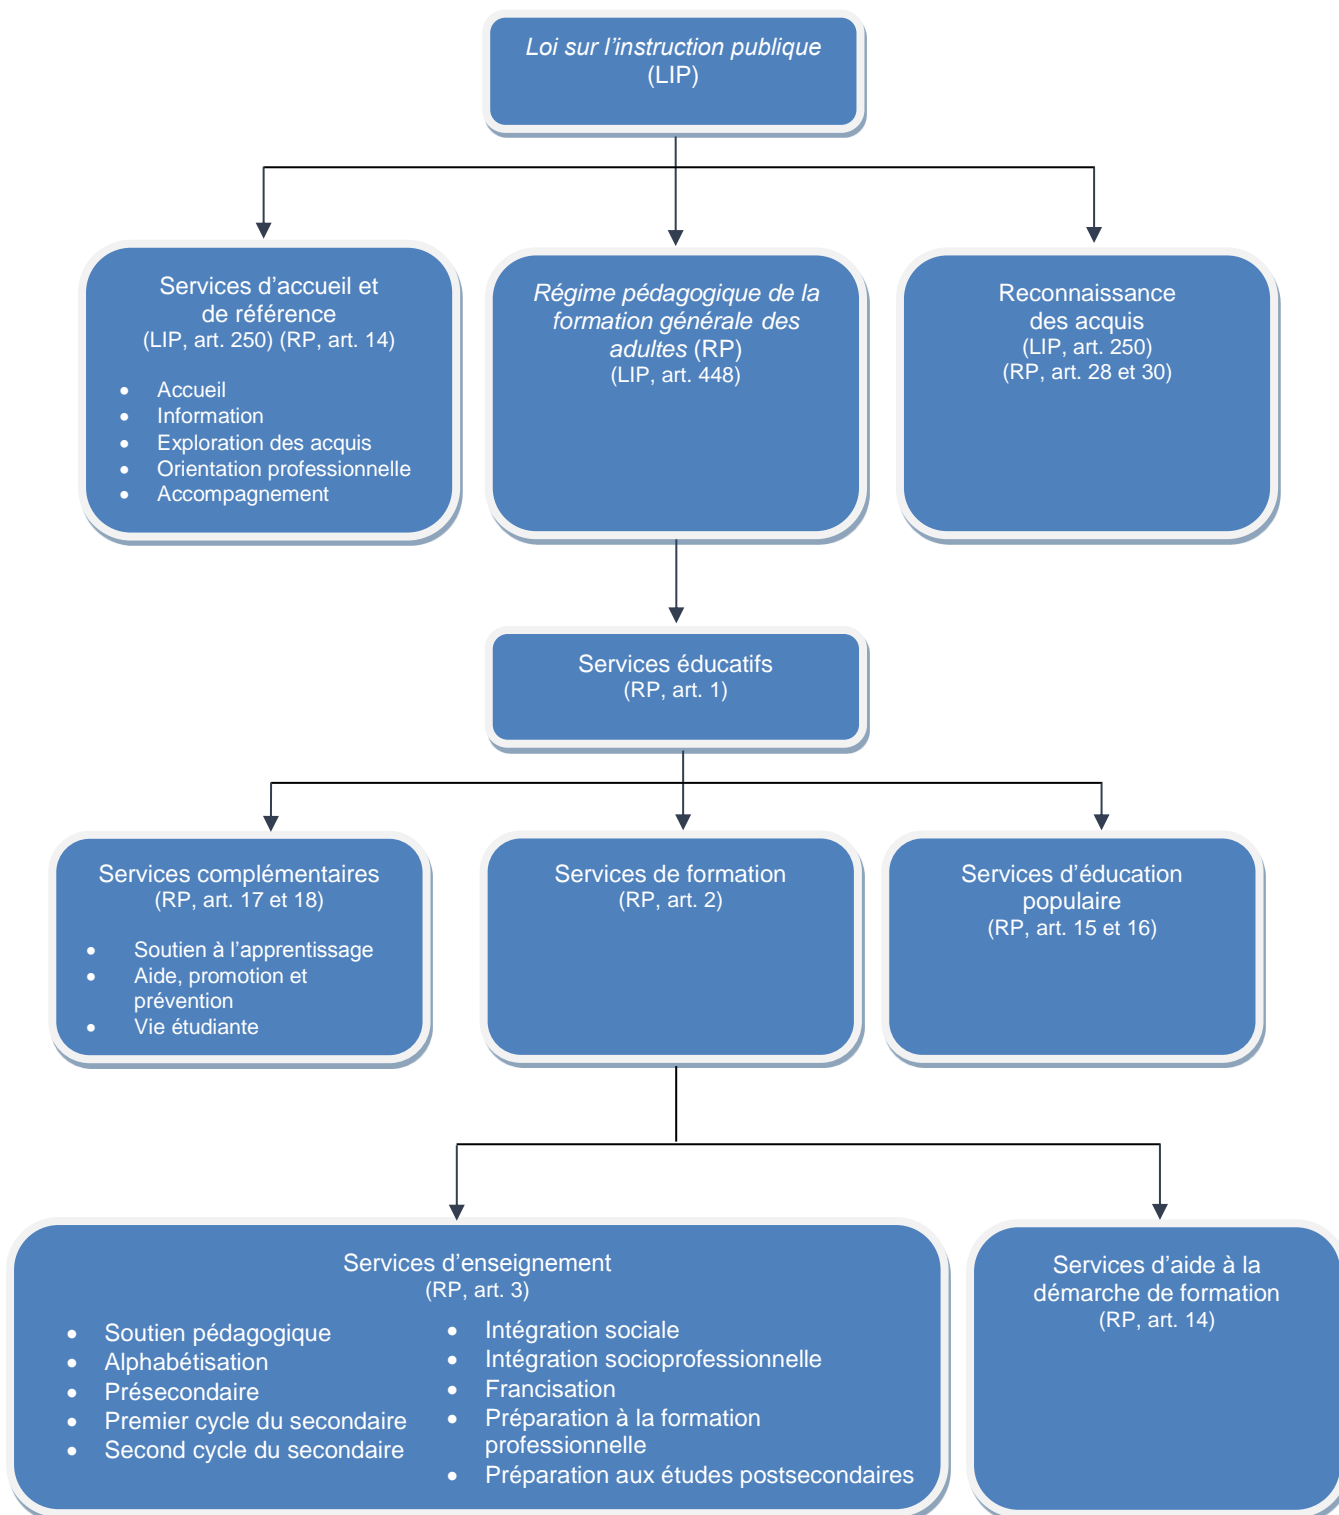 Loi sur l’instruction publique
(LIP)
Services d’accueil et
de référence
(LIP, art. 250) (RP, art. 14)
• Accueil
• Information
• Exploration des acquis
• Orientation professionnelle
• Accompagnement
Régime pédagogique de la
formation générale des
adultes (RP)
(LIP, art. 448)
Reconnaissance
des acquis
(LIP, art. 250)
(RP, art. 28 et 30)
Services éducatifs
(RP, art. 1)
Services complémentaires
(RP, art. 17 et 18)
• Soutien à l’apprentissage
• Aide, promotion et
prévention
• Vie étudiante
Services de formation
(RP, art. 2)
Services d’éducation
populaire
(RP, art. 15 et 16)
Services d’enseignement
(RP, art. 3)
• Soutien pédagogique
• Alphabétisation
• Présecondaire
• Premier cycle du secondaire
• Second cycle du secondaire
• Intégration sociale
• Intégration socioprofessionnelle
• Francisation
• Préparation à la formation
professionnelle
• Préparation aux études postsecondaires
Services d’aide à la
démarche de formation
(RP, art. 14)